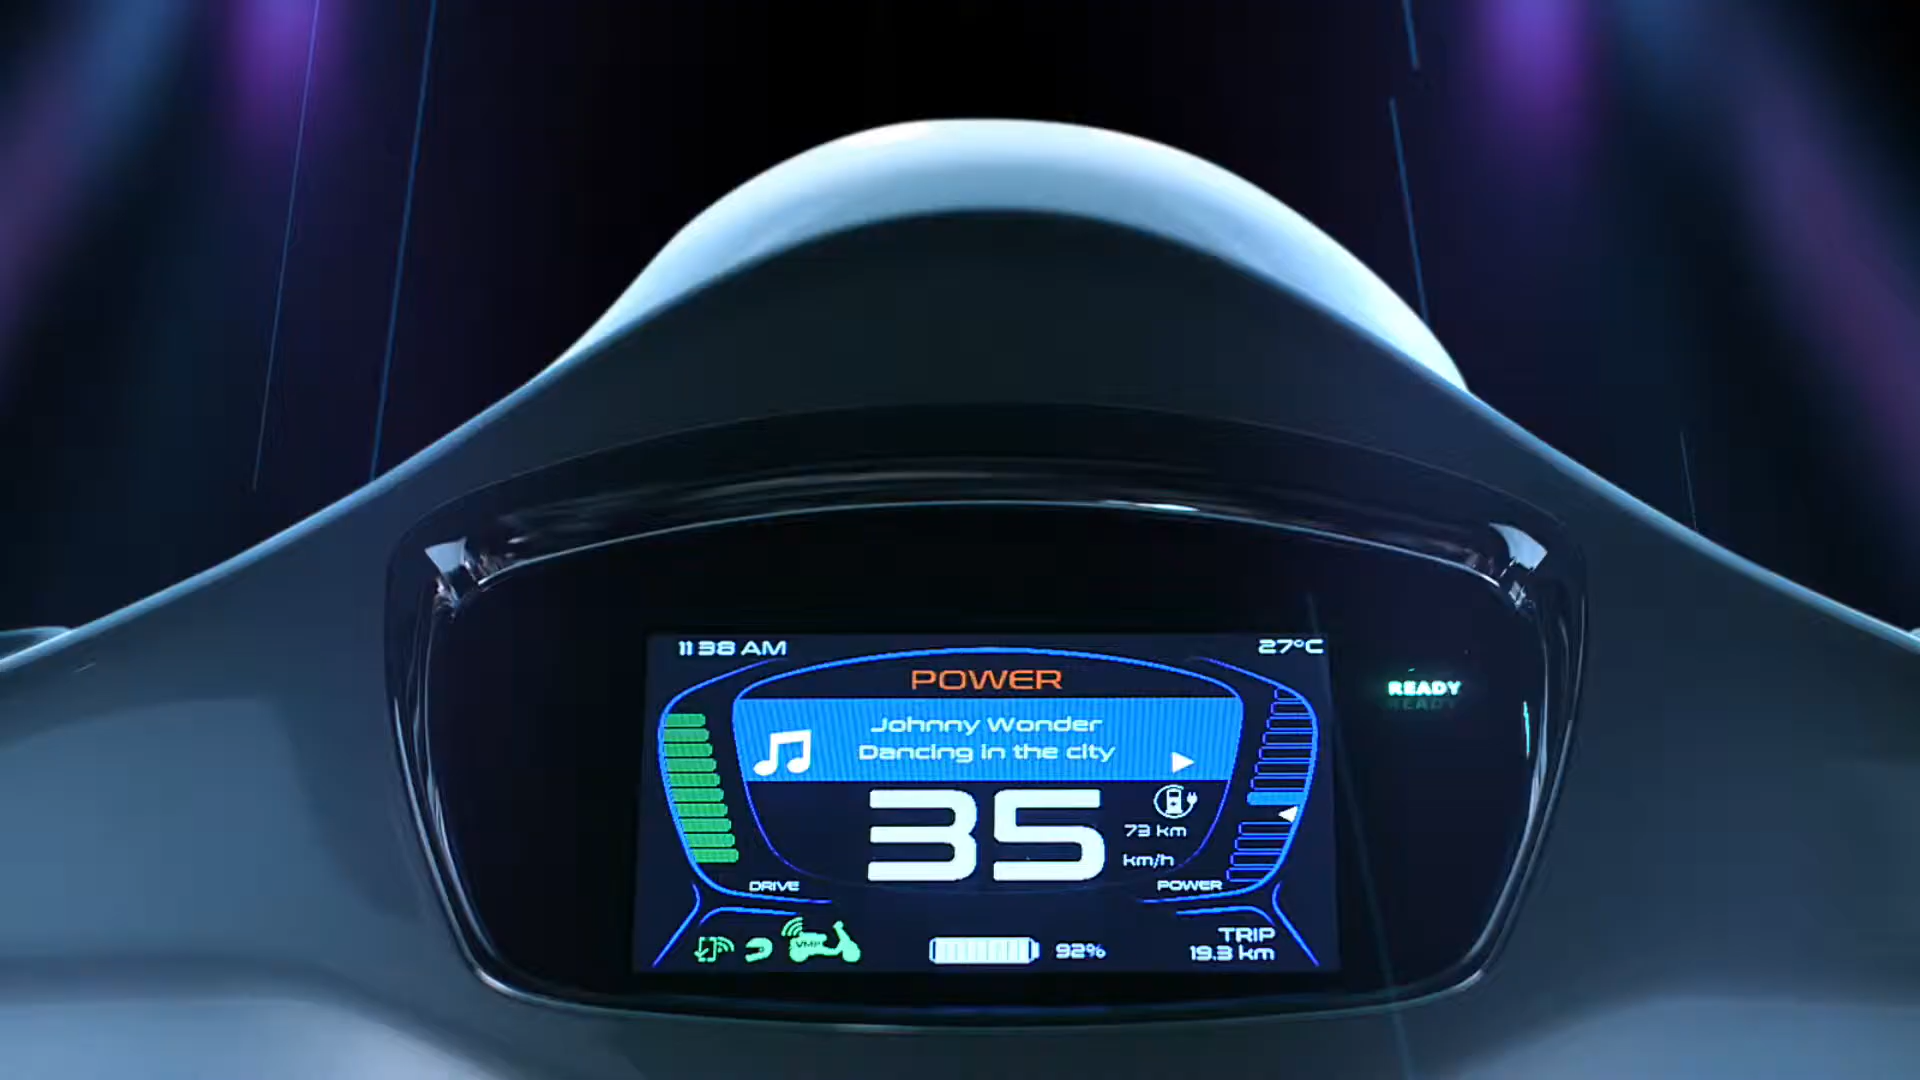 11 38 AM
27°C
POWER
READY
Johnny Wonder
Dancing in the city
35
73 km
km/h
DRIVE
POWER
VMP
92%
TRIP
19.3 km